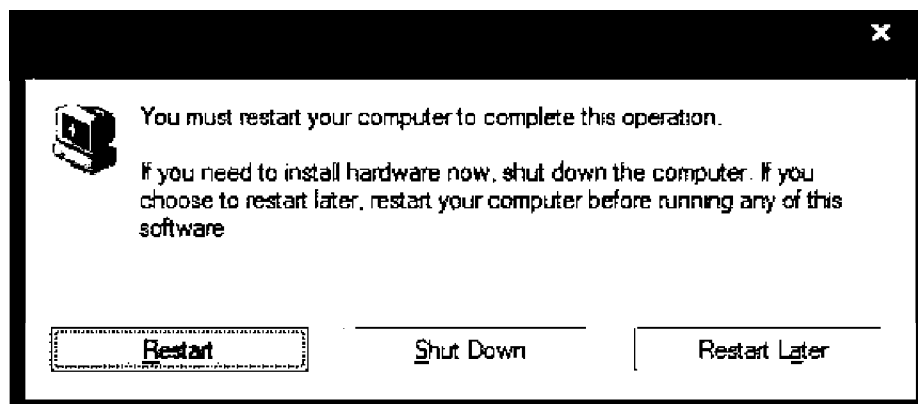 You must restart your computer to complete this operation.
If you need to install hardware now, shut down the computer. If you
choose to restart later, restart your computer before running any of this
software
Restart
Shut Down
Restart Later